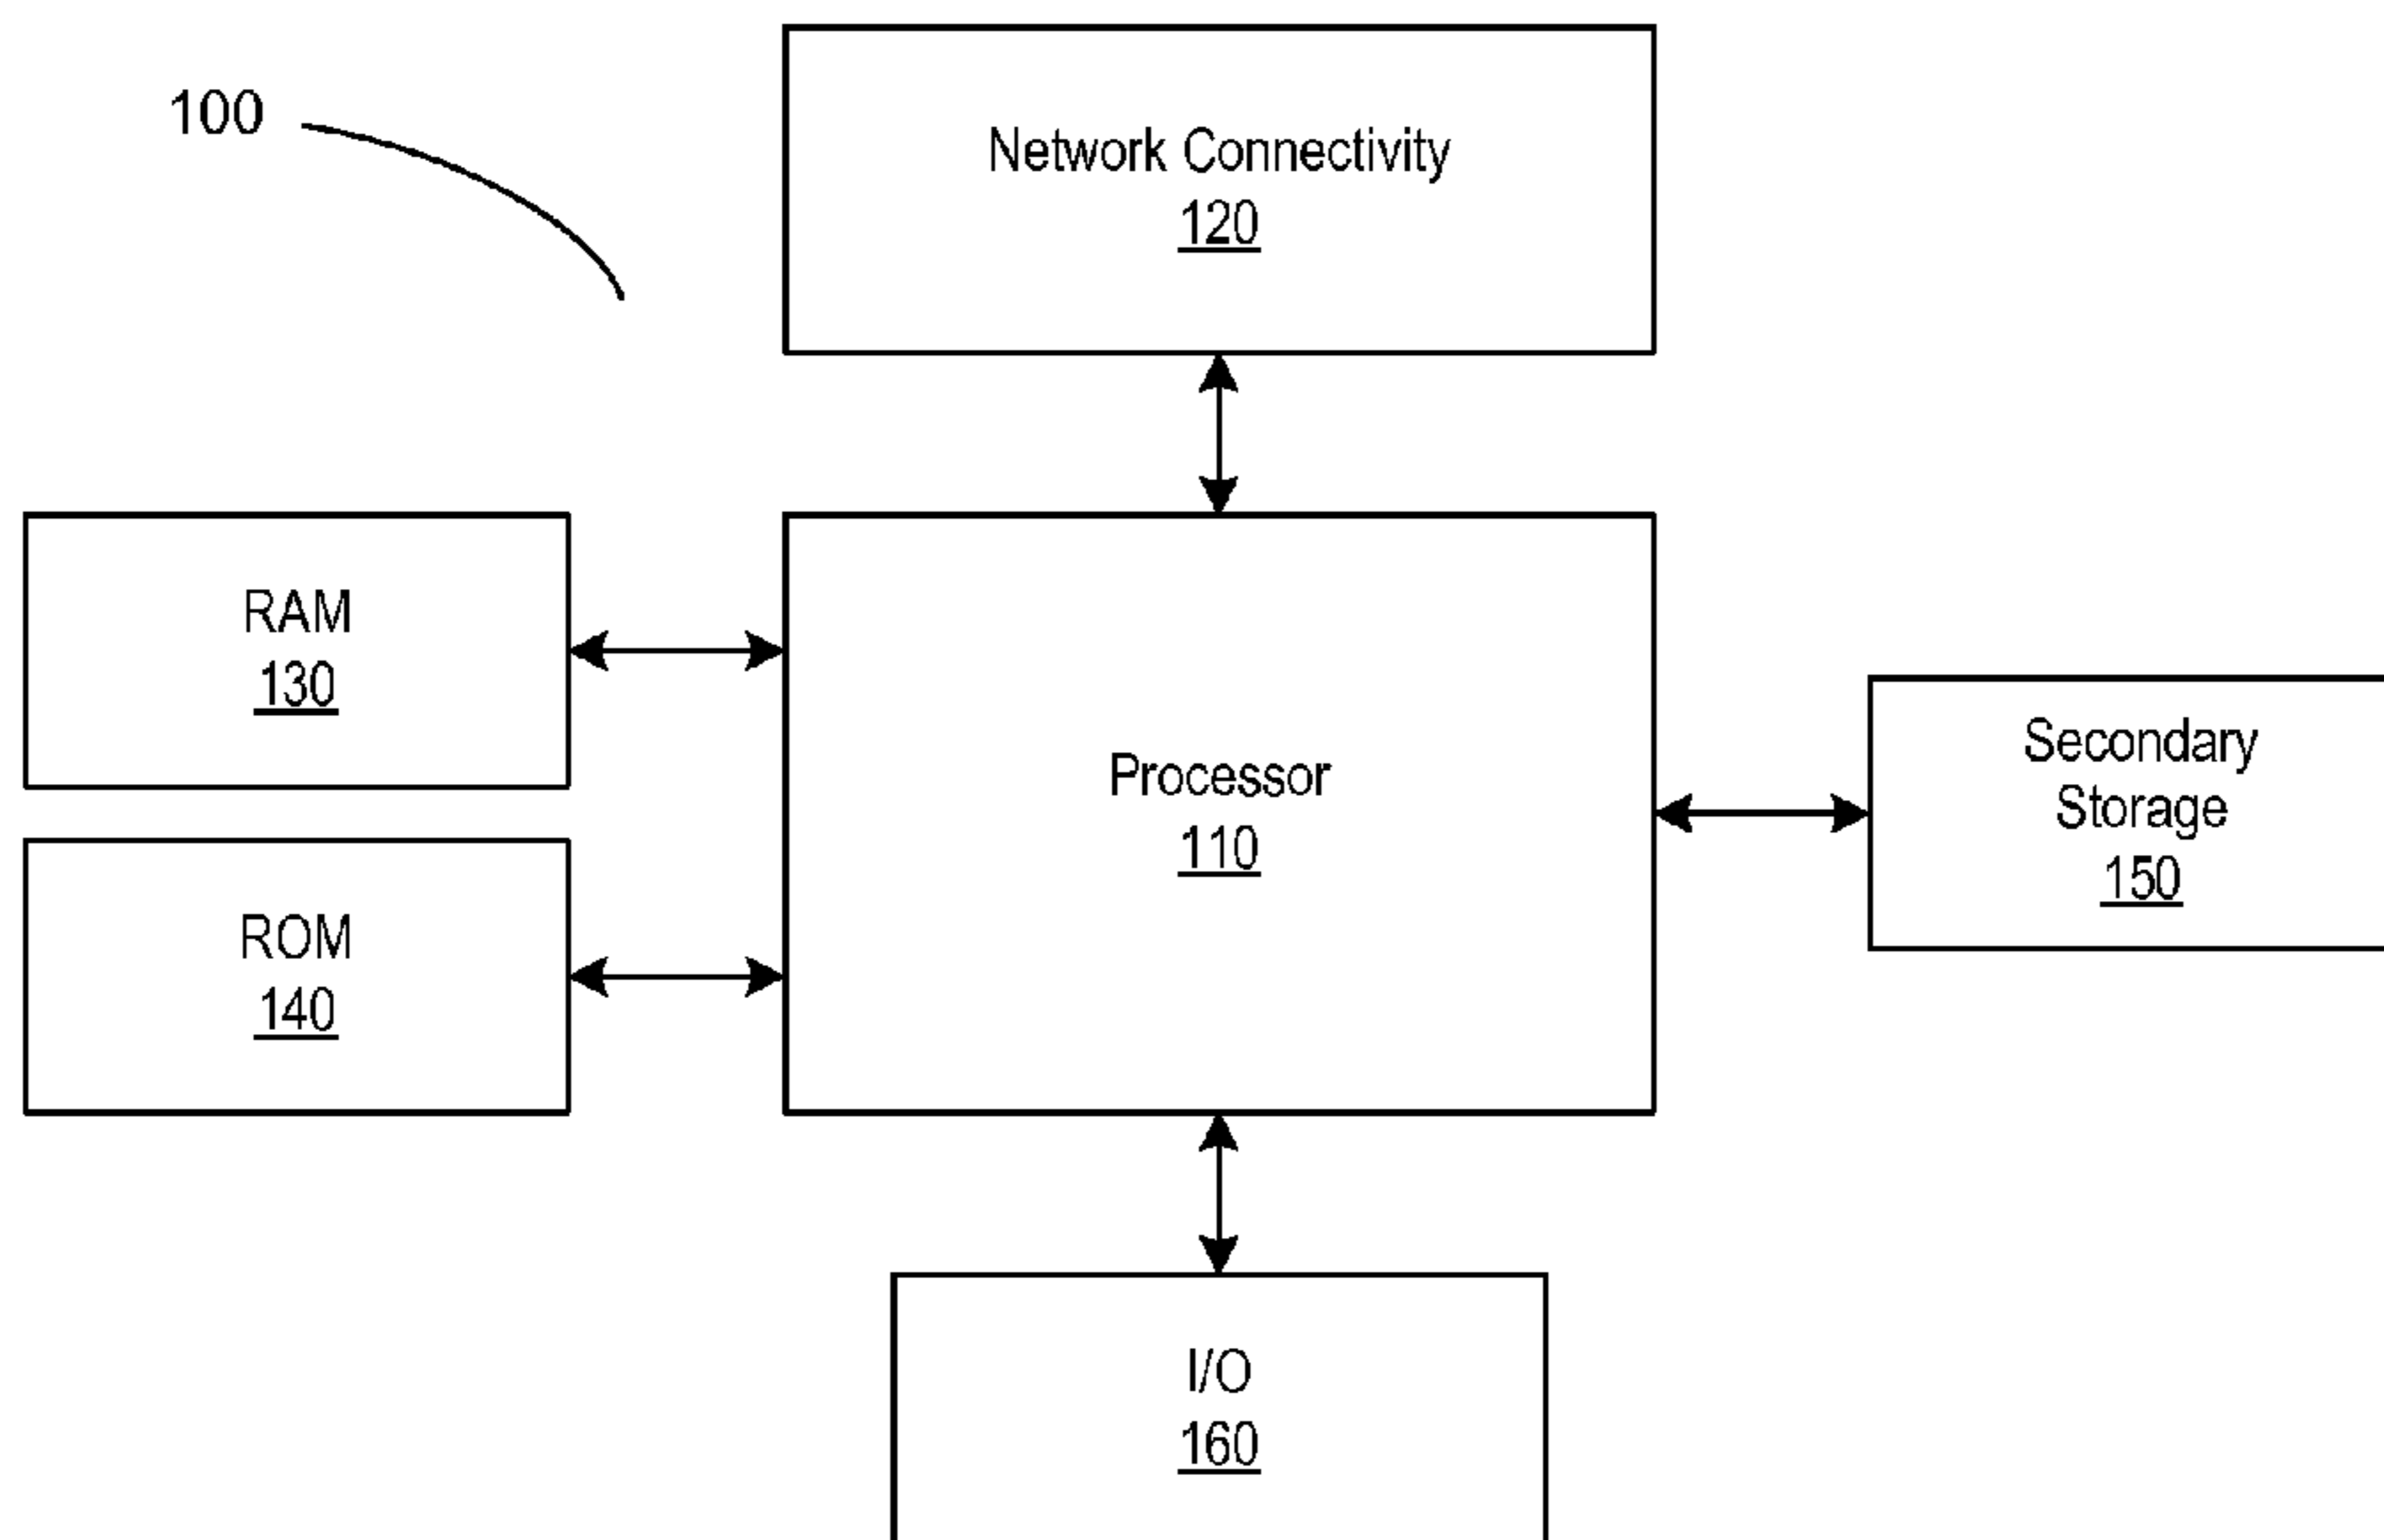 100
Network Connectivity
120
RAM
130
Processor
110
Secondary
Storage
150
ROM
140
I/O
160